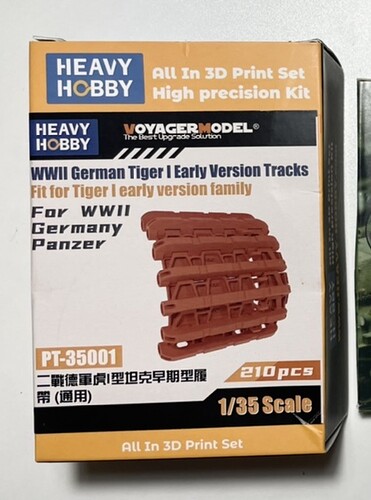 HEAVY HOBBY
All In 3D Print Set
High precision Kit
HEAVY HOBBY
VOYAGERMODEL®
The Best Upgrade Solution
WWII German Tiger I Early Version Tracks
Fit for Tiger I early version family
For WWII
Germany
Panzer
PT-35001
210pcs
二戰德軍虎I型坦克早期型履
帶 (通用)
1/35 Scale
All In 3D Print Set